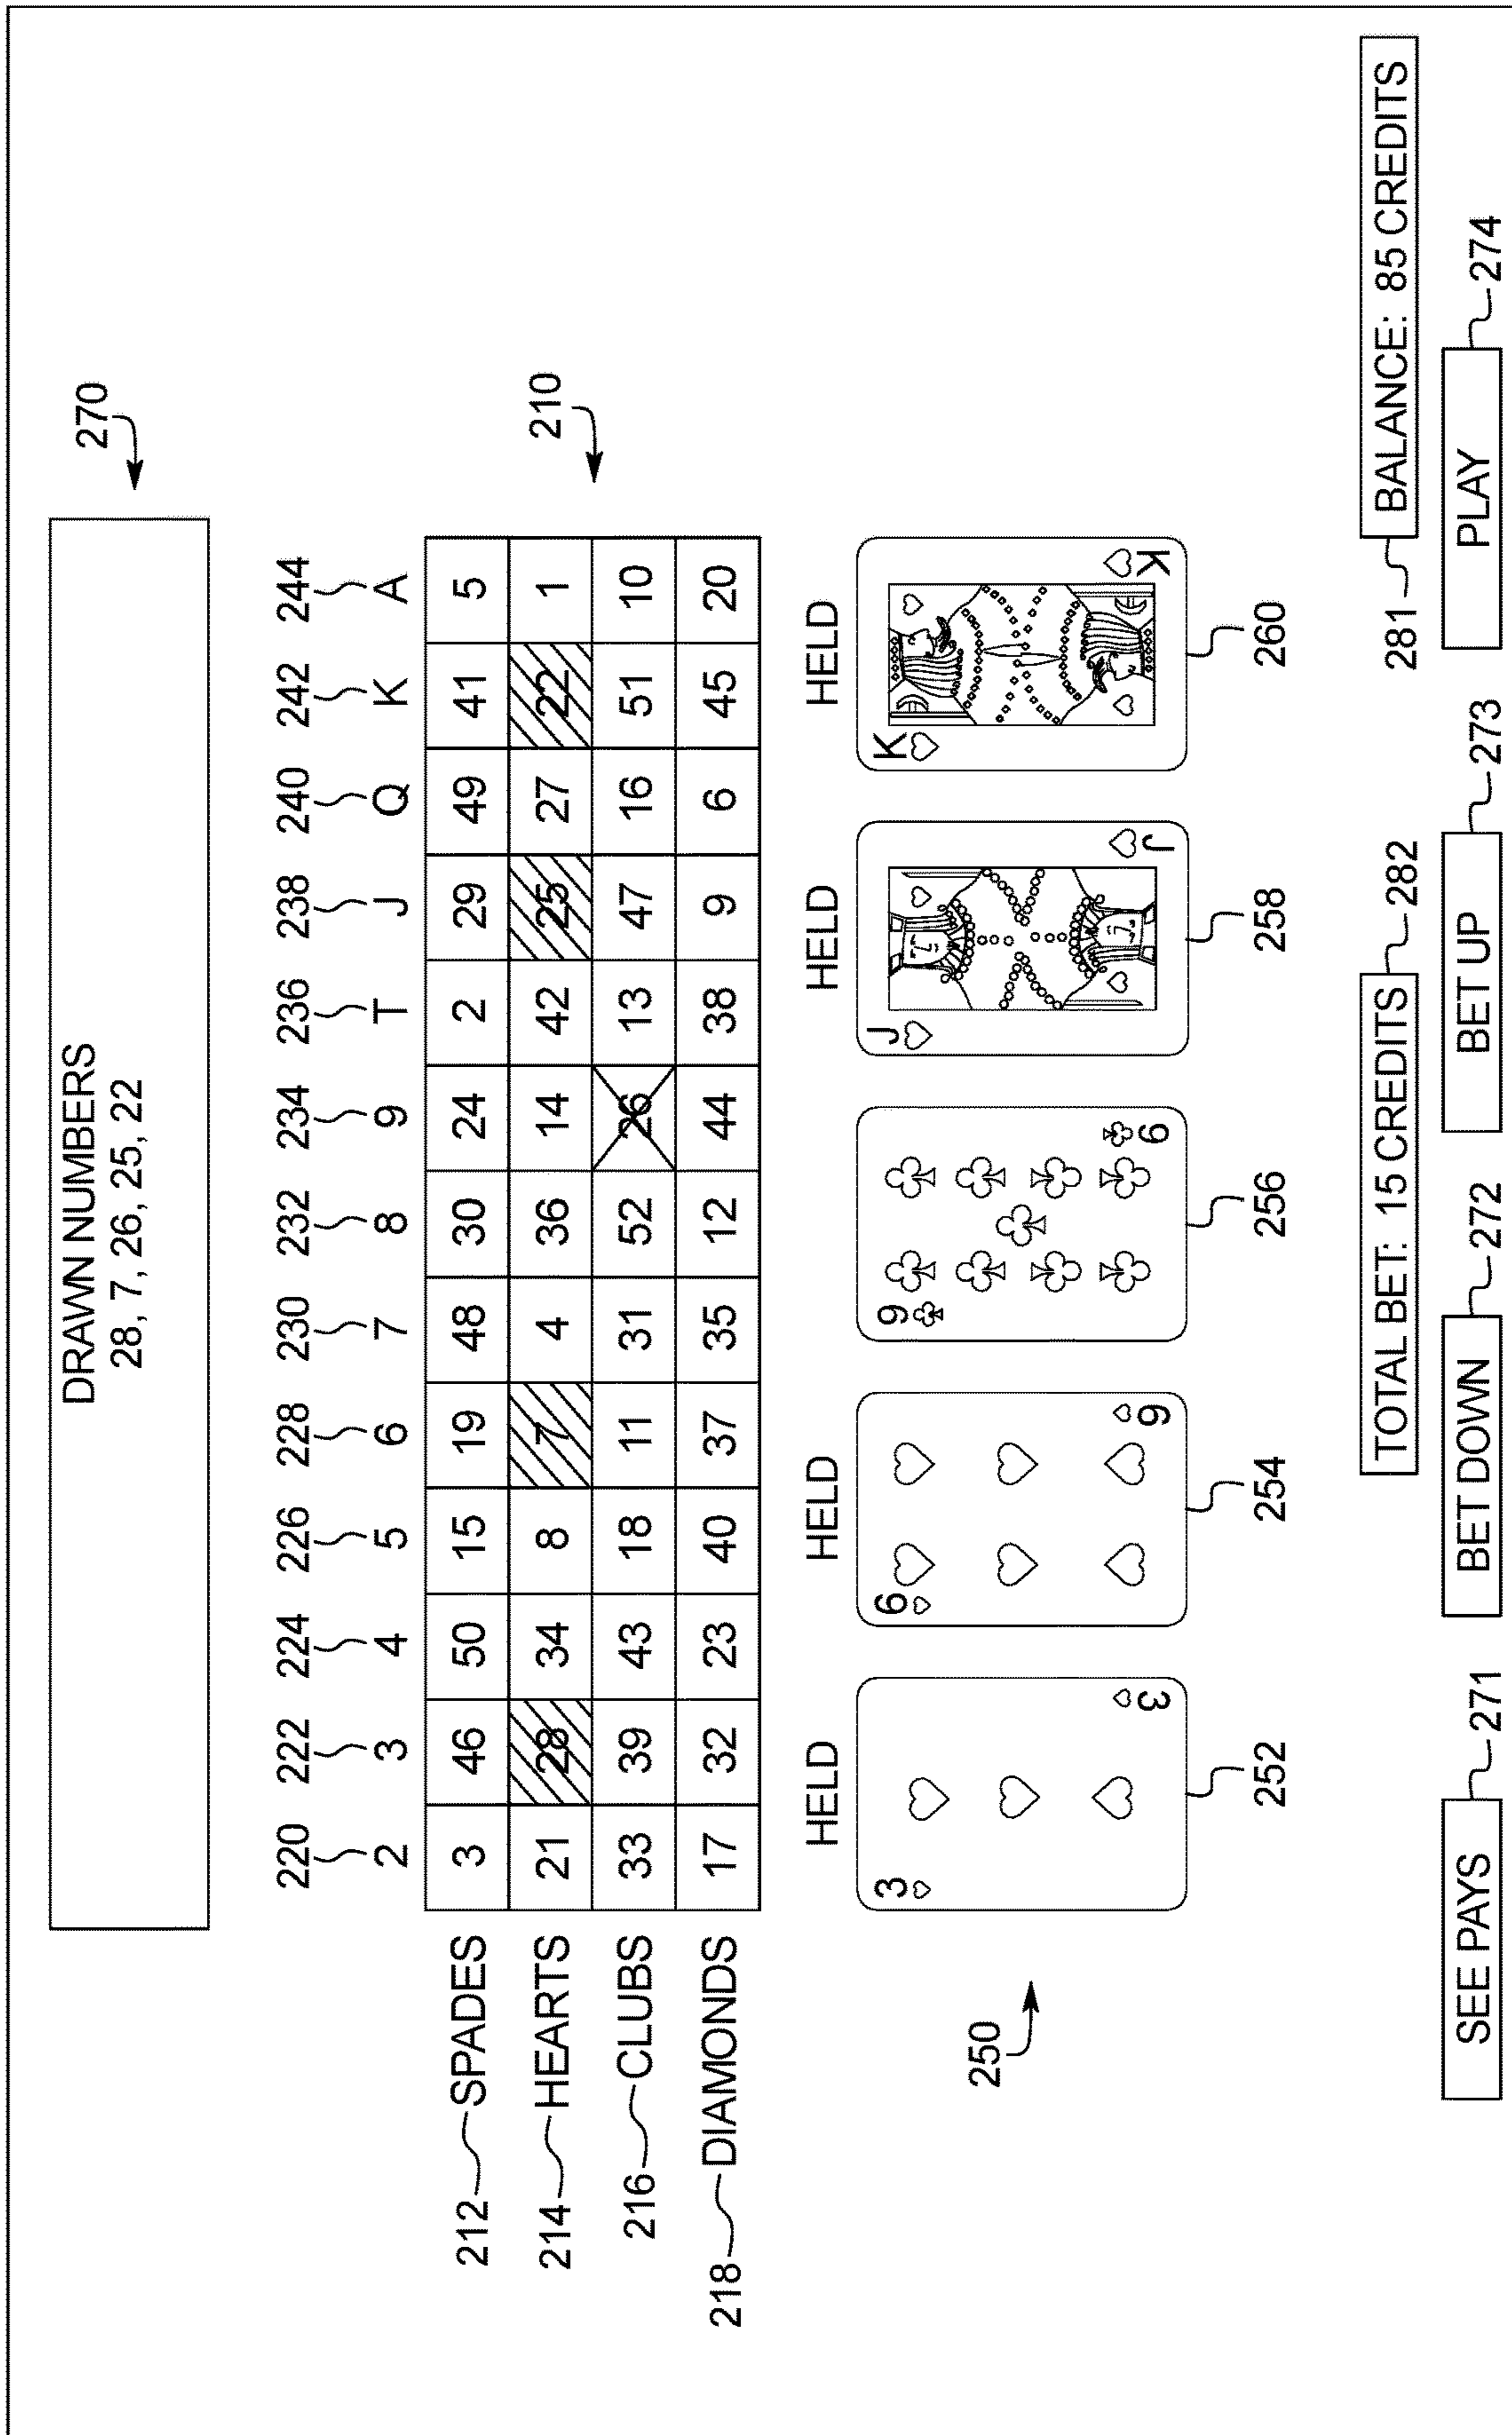 DRAWN NUMBERS
28, 7, 26, 25, 22
270
220 222 224 226 228 230 232 234 236 238 240 242 244
2 3 4 5 6 7 8 9 T J Q K A
212 SPADES 3 46 50 15 19 48 30 24 2 29 49 41 5
214 HEARTS 21 28 34 8 7 4 36 14 42 25 27 22 1
216 CLUBS 33 39 43 18 11 31 52 26 13 47 16 51 10
218 DIAMONDS 17 32 23 40 37 35 12 44 38 9 6 45 20
210
HELD HELD HELD HELD
3 6 9 J K
3 6 9 J K
250
252 254 256 258 260
TOTAL BET: 15 CREDITS 282 281 BALANCE: 85 CREDITS
SEE PAYS 271 BET DOWN 272 BET UP 273 PLAY 274